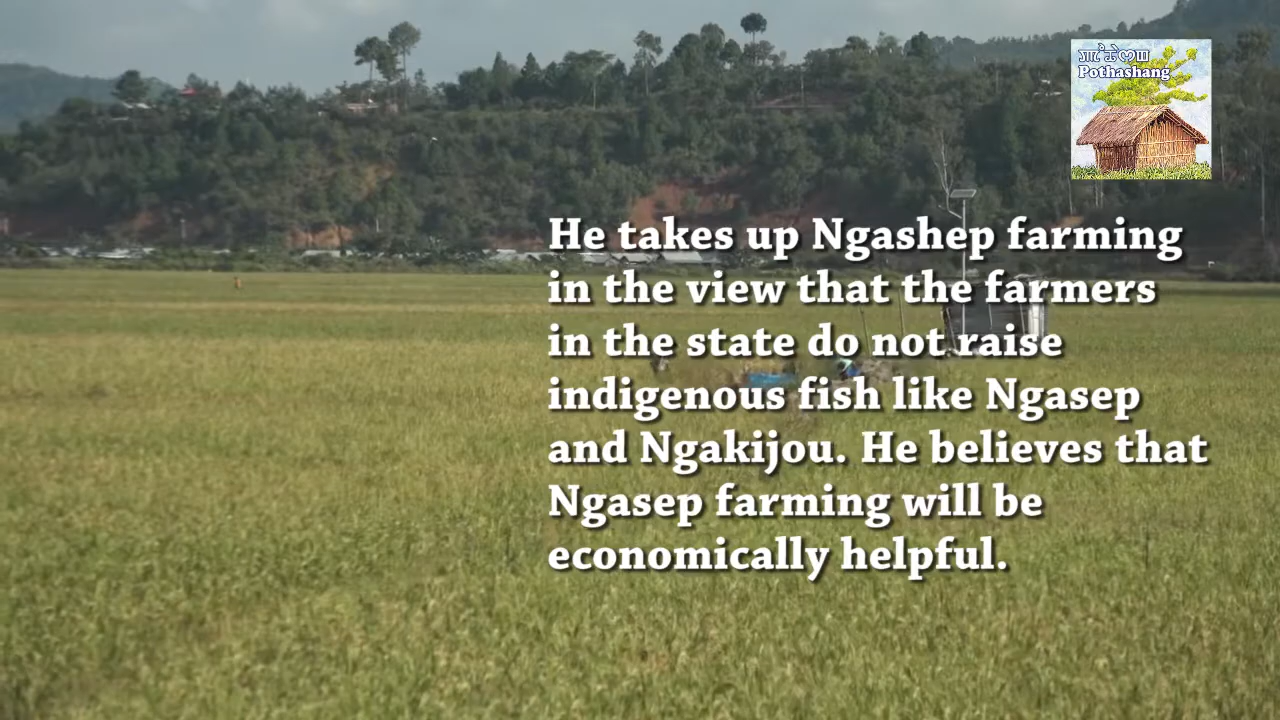 Pothashang
He takes up Ngashep farming
in the view that the farmers
in the state do not raise
indigenous fish like Ngasep
and Ngakijou. He believes that
Ngasep farming will be
economically helpful.